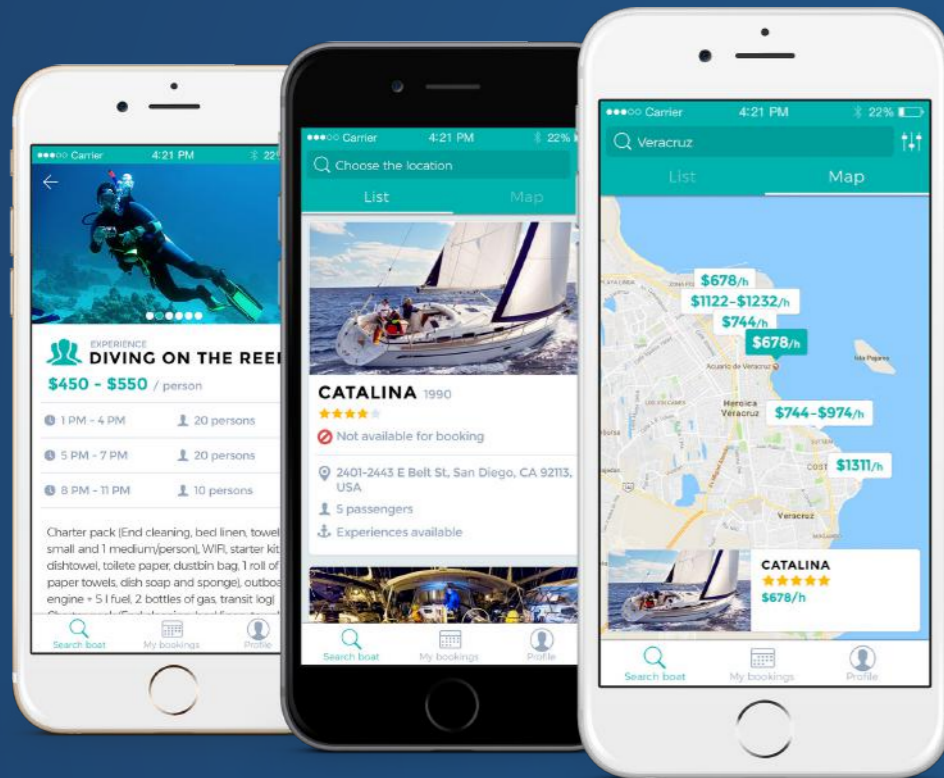 Carrier 4:21 PM 22%
EXPERIENCE
DIVING ON THE REEF
$450 - $550 / person
1 PM - 4 PM 20 persons
5 PM - 7 PM 20 persons
8 PM - 11 PM 10 persons
Charter pack (End cleaning, bed linen, towel
small and 1 medium/person), WIFI, starter kit
dishtowel, toilete paper, dustbin bag, 1 roll of
paper towels, dish soap and sponge), outboa
engine + 5 l fuel, 2 bottles of gas, transit log)
Search boat My bookings Profile
Carrier 4:21 PM 22%
Choose the location
List Map
CATALINA 1990
Not available for booking
2401-2443 E Belt St, San Diego, CA 92113,
USA
5 passengers
Experiences available
Search boat My bookings Profile
Carrier 4:21 PM 22%
Veracruz
List Map
$678/h
$1122-$1232/h
$744/h
$678/h
Acuario de Veracruz
Isla Pajaros
Heroica
Veracruz
$744-$974/h
COST
$1311/h
Veracruz
CATALINA
$678/h
Search boat My bookings Profile